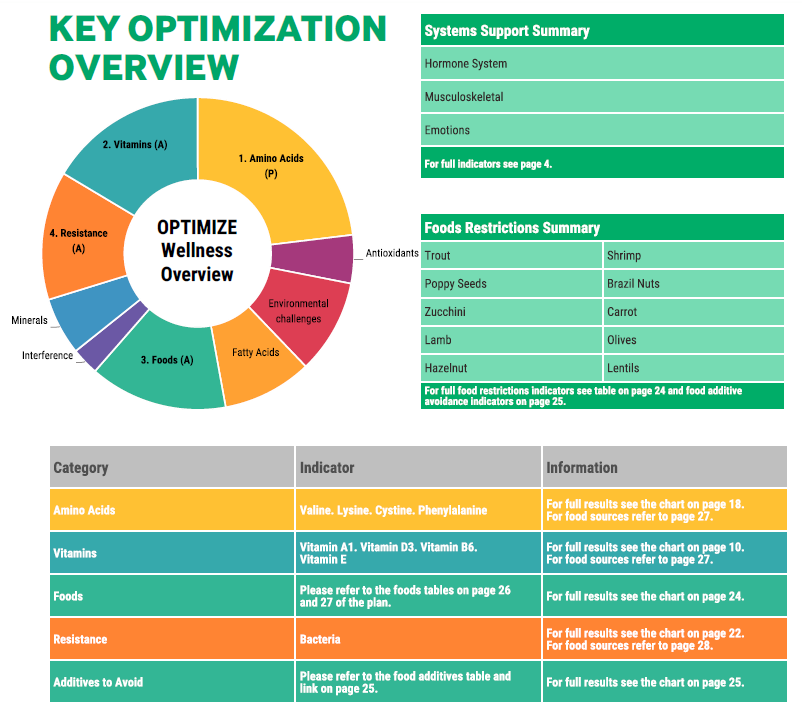 KEY OPTIMIZATION
OVERVIEW
2. Vitamins (A)
1. Amino Acids
(P)
4. Resistance
(A)
OPTIMIZE
Wellness
Overview
Antioxidants
Environmental
challenges
Minerals
Interference
3. Foods (A)
Fatty Acids
Systems Support Summary
Hormone System
Musculoskeletal
Emotions
For full indicators see page 4.
Foods Restrictions Summary
Trout
Shrimp
Poppy Seeds
Brazil Nuts
Zucchini
Carrot
Lamb
Olives
Hazelnut
Lentils
For full food restrictions indicators see table on page 24 and food additive
avoidance indicators on page 25.
Category
Indicator
Information
Amino Acids
Valine. Lysine. Cystine. Phenylalanine
For full results see the chart on page 18.
For food sources refer to page 27.
Vitamins
Vitamin A1. Vitamin D3. Vitamin B6.
Vitamin E
For full results see the chart on page 10.
For food sources refer to page 27.
Foods
Please refer to the foods tables on page 26
and 27 of the plan.
For full results see the chart on page 24.
Resistance
Bacteria
For full results see the chart on page 22.
For food sources refer to page 28.
Additives to Avoid
Please refer to the food additives table and
link on page 25.
For full results see the chart on page 25.